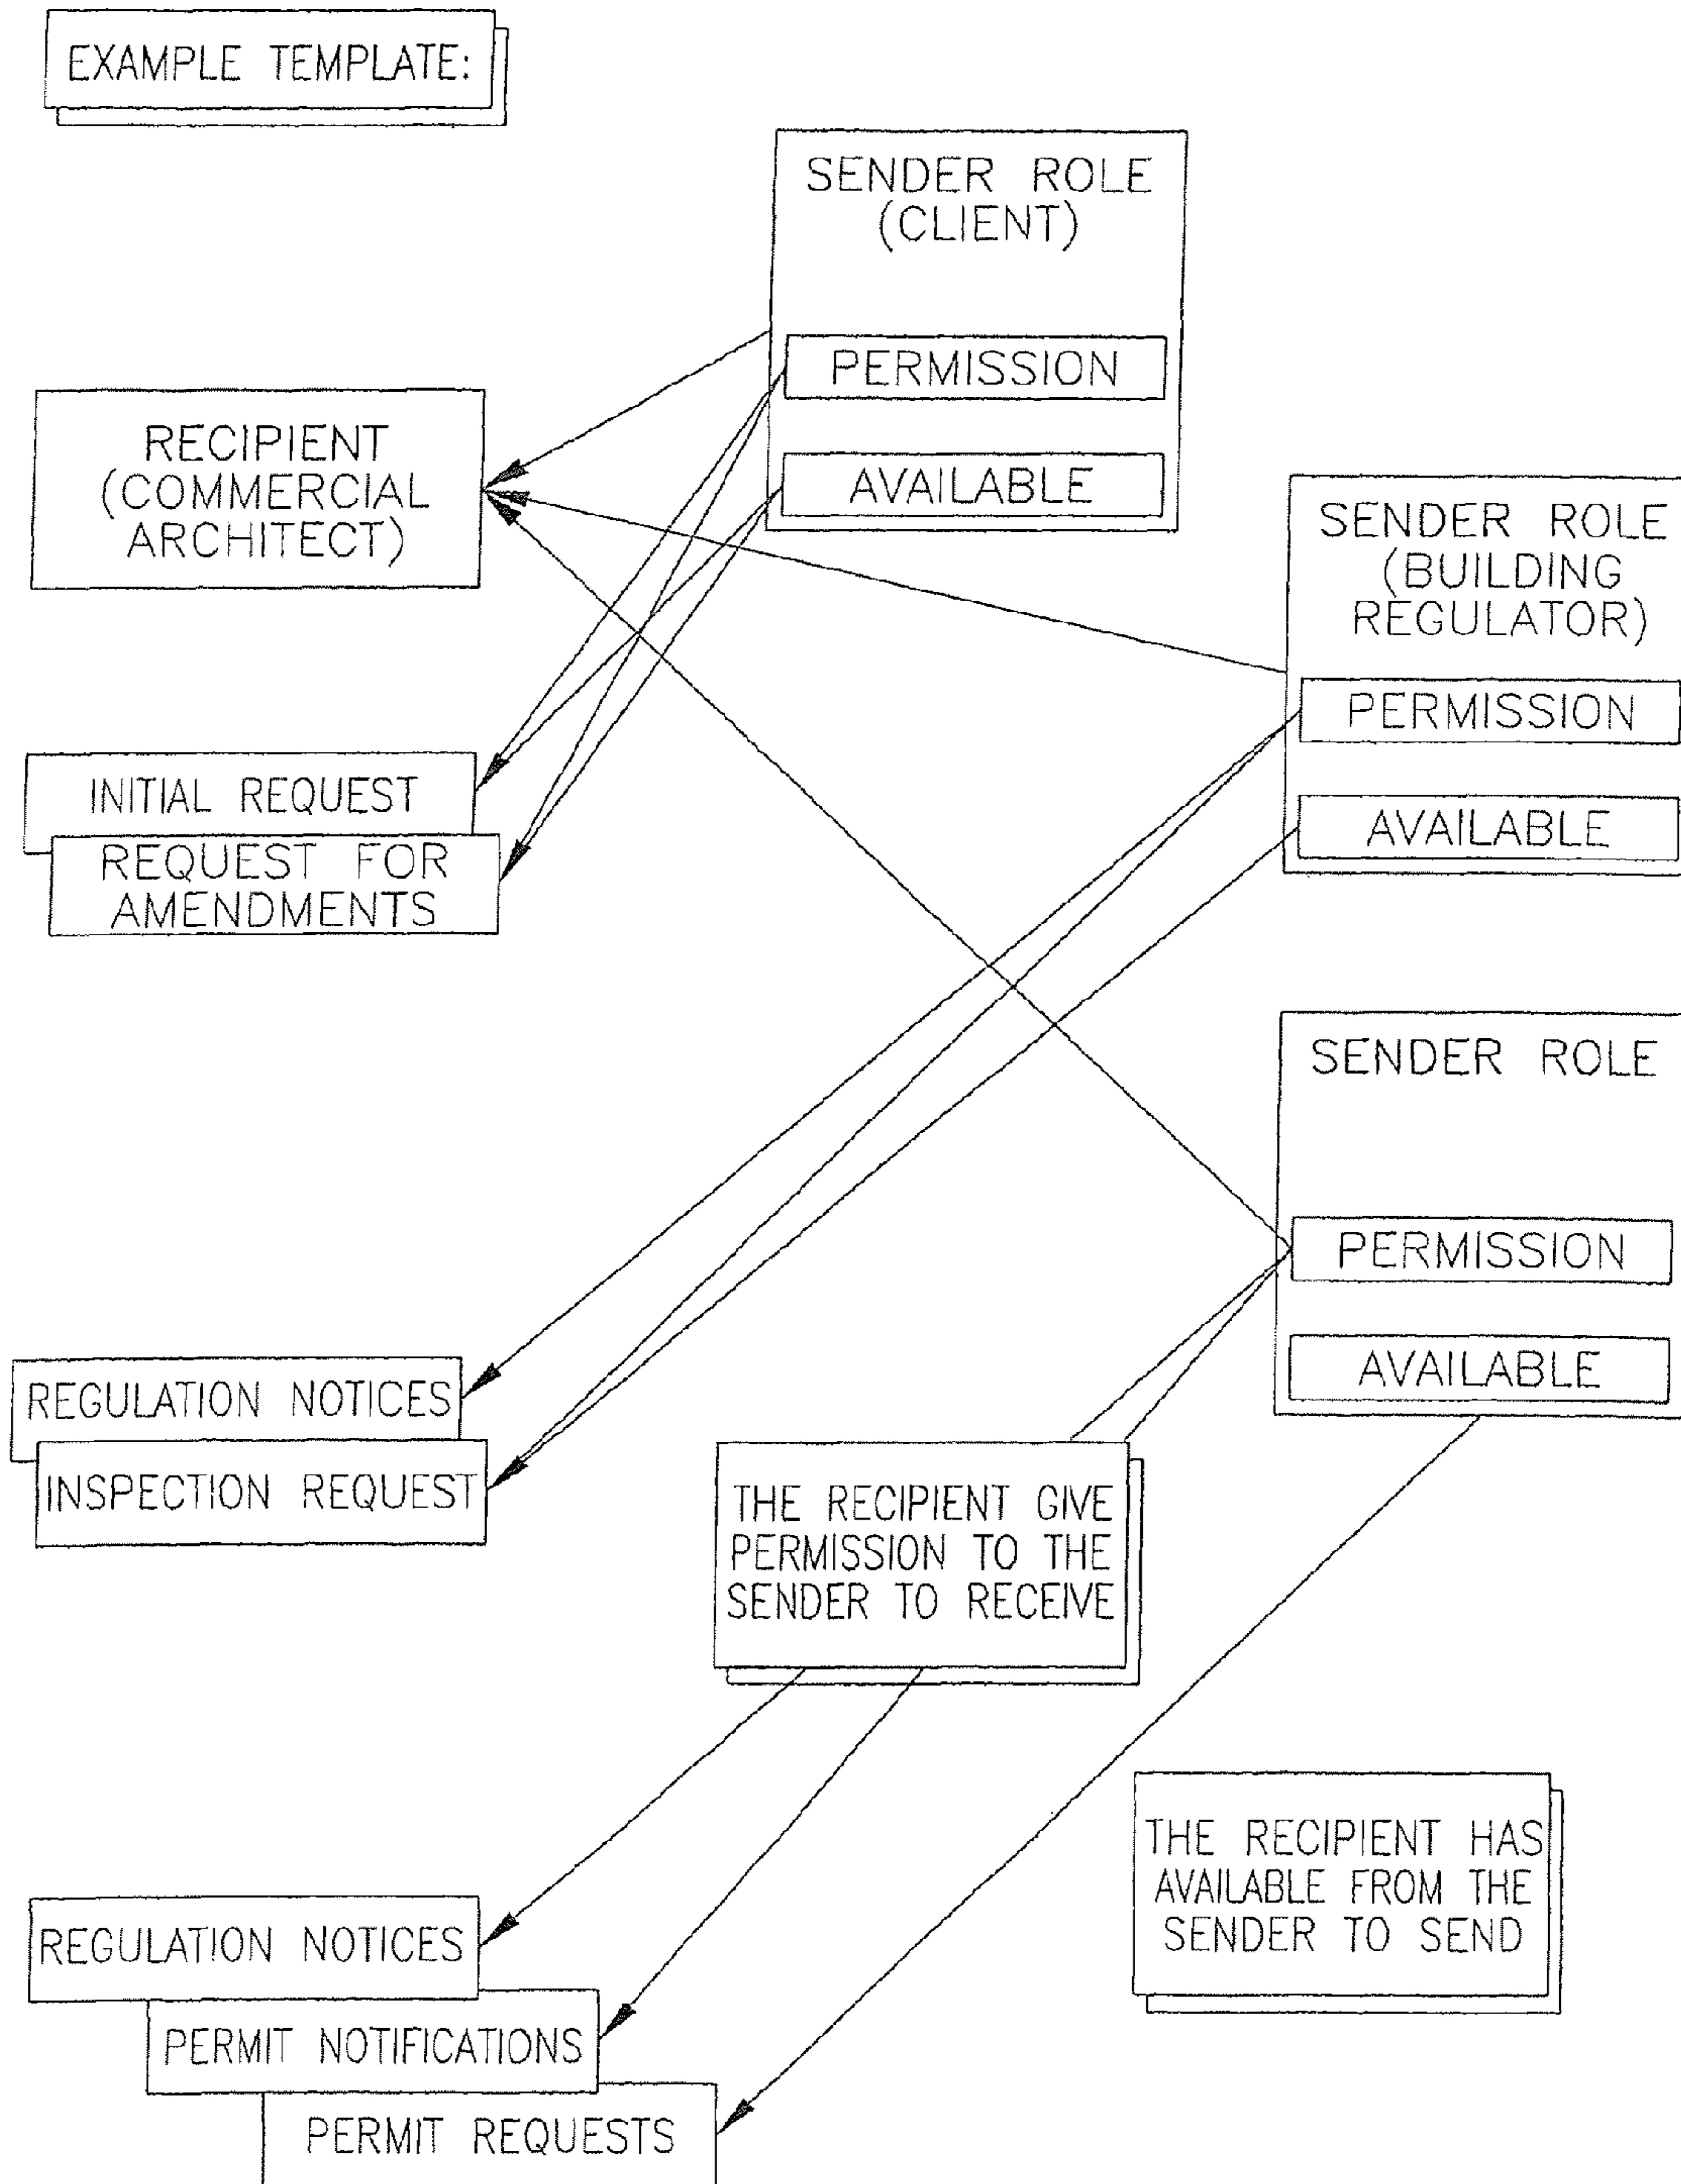 EXAMPLE TEMPLATE:
SENDER ROLE
(CLIENT)
PERMISSION
AVAILABLE
RECIPIENT
(COMMERCIAL
ARCHITECT)
SENDER ROLE
(BUILDING
REGULATOR)
PERMISSION
AVAILABLE
INITIAL REQUEST
REQUEST FOR
AMENDMENTS
SENDER ROLE
PERMISSION
AVAILABLE
REGULATION NOTICES
INSPECTION REQUEST
THE RECIPIENT GIVE
PERMISSION TO THE
SENDER TO RECEIVE
THE RECIPIENT HAS
AVAILABLE FROM THE
SENDER TO SEND
REGULATION NOTICES
PERMIT NOTIFICATIONS
PERMIT REQUESTS